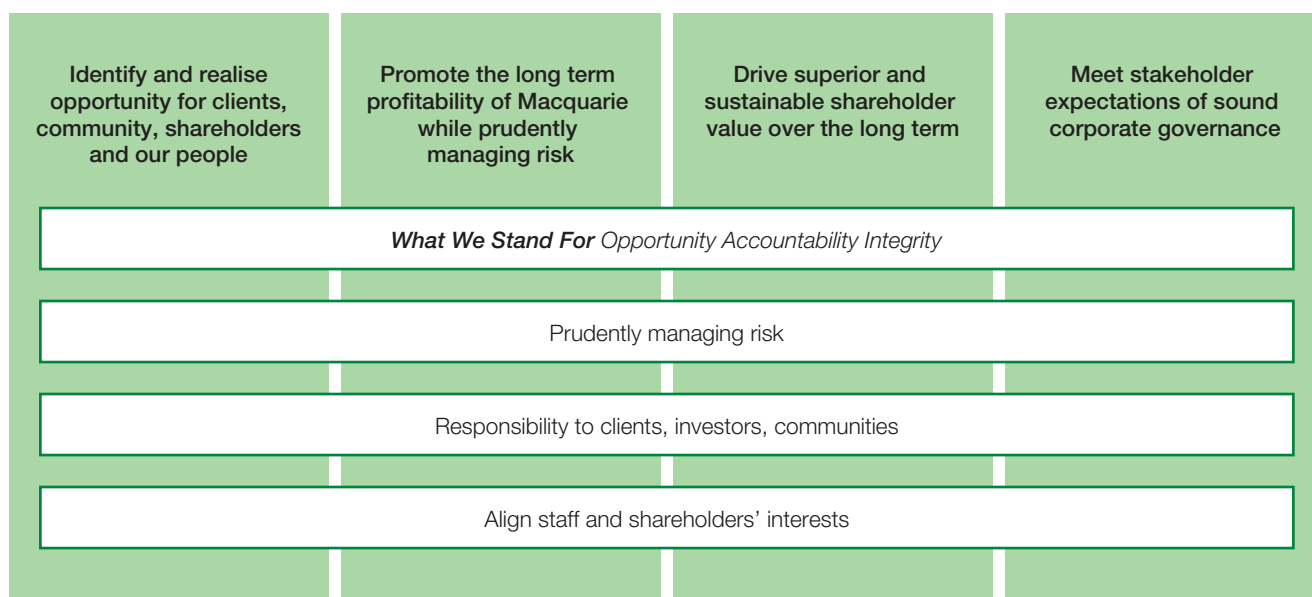 Identify and realise
opportunity for clients,
community, shareholders
and our people
Promote the long term
profitability of Macquarie
while prudently
managing risk
Drive superior and
sustainable shareholder
value over the long term
Meet stakeholder
expectations of sound
corporate governance
What We Stand For Opportunity Accountability Integrity
Prudently managing risk
Responsibility to clients, investors, communities
Align staff and shareholders’ interests